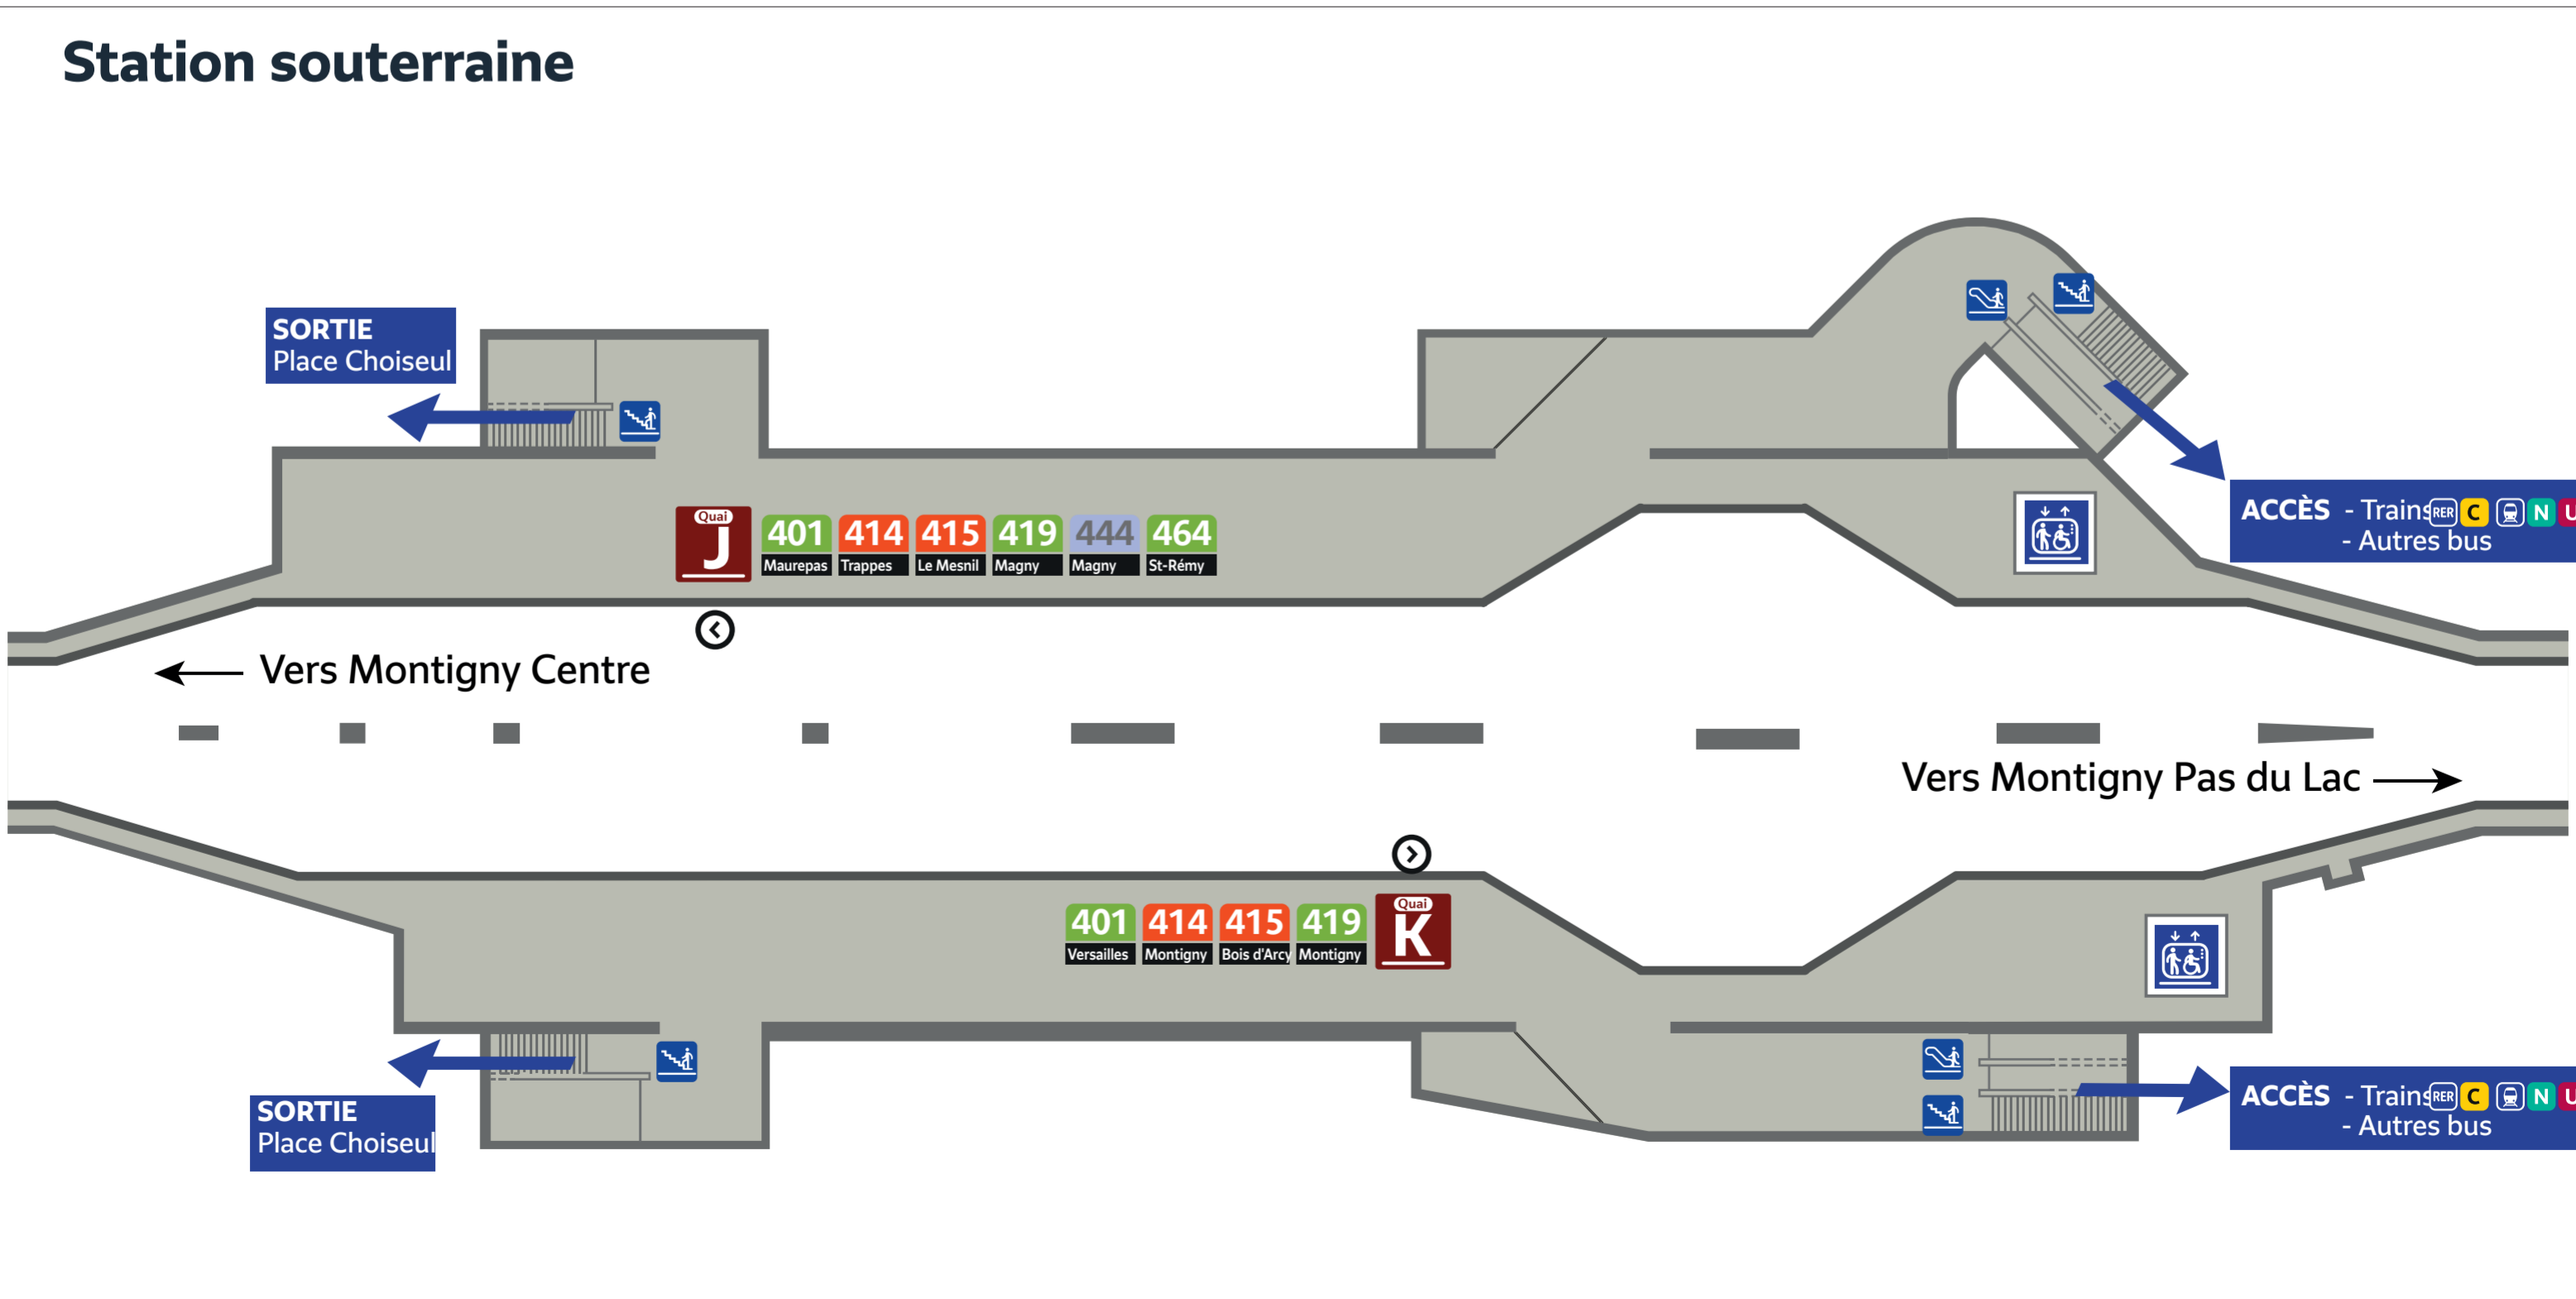 Station souterraine
SORTIE
Place Choiseul
Quai
J
401 414 415 419 444 464
Maurepas Trappes Le Mesnil Magny Magny St-Rémy
ACCÈS - Trains RER C N U
- Autres bus
Vers Montigny Centre
Vers Montigny Pas du Lac
401 414 415 419
Versailles Montigny Bois d'Arcy Montigny
Quai
K
SORTIE
Place Choiseul
ACCÈS - Trains RER C N U
- Autres bus